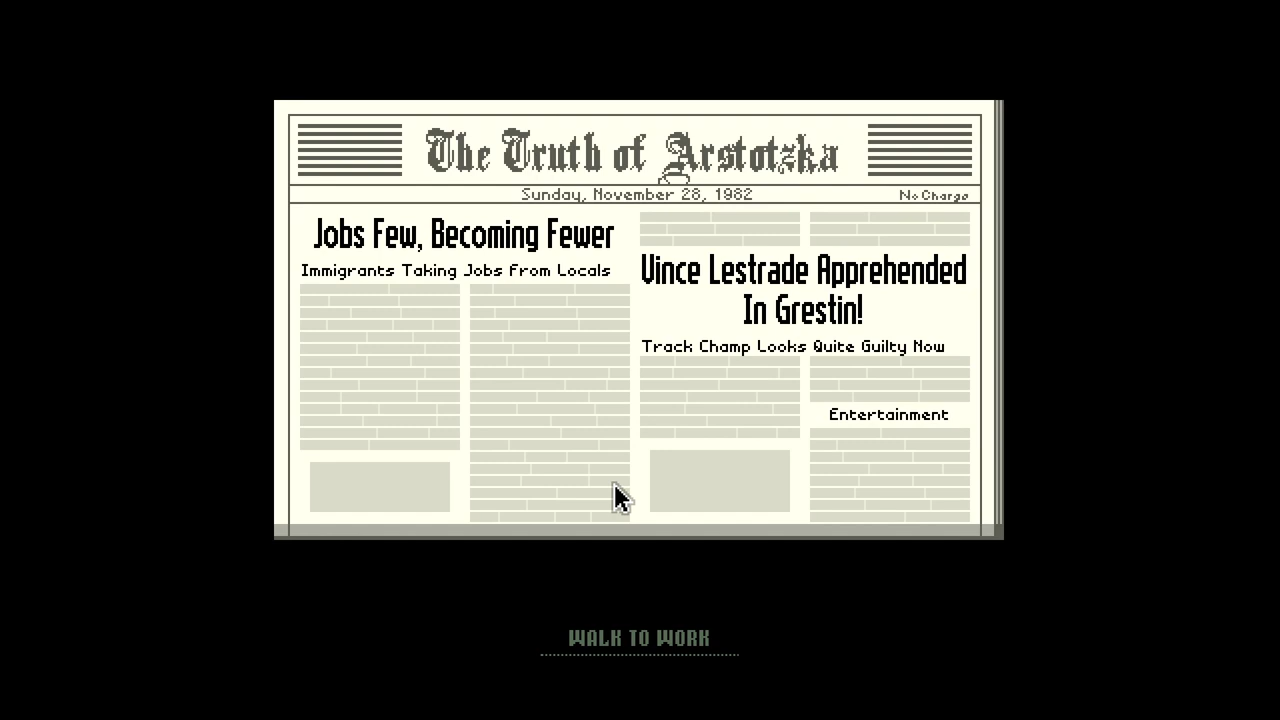 The Truth of Arstotzka
Sunday, November 28, 1982
No Charge
Jobs Few, Becoming Fewer
Immigrants Taking Jobs From Locals
Vince Lestrade Apprehended
In Grestin!
Track Champ Looks Quite Guilty Now
Entertainment
WALK TO WORK